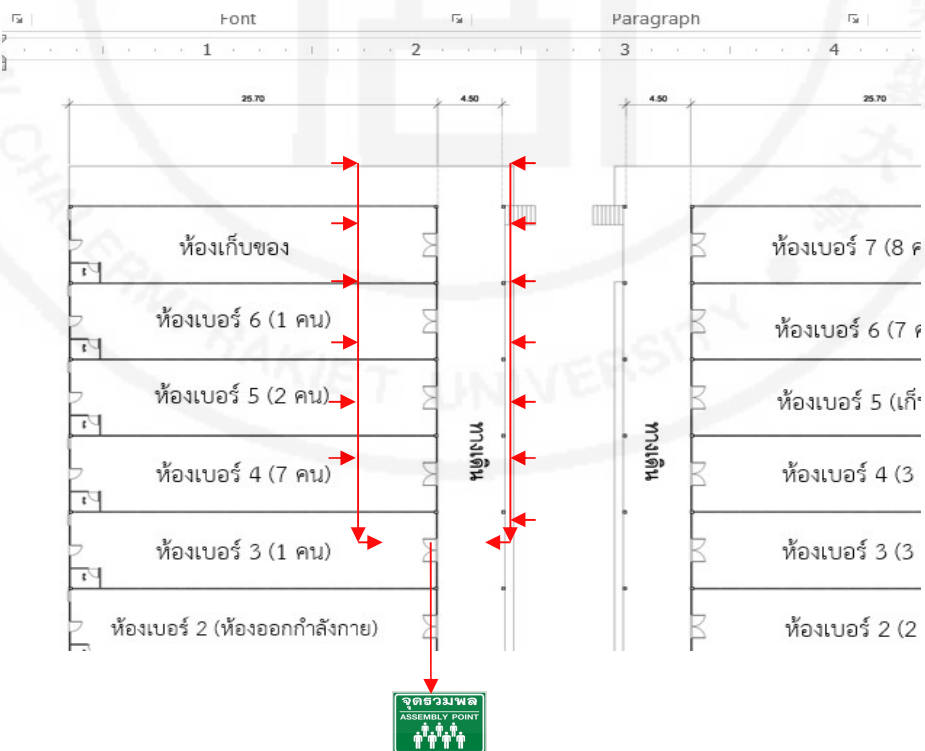 Font
Paragraph
1
2
3
4
25.70
4.50
4.50
25.70
CHALERMPRAKIET UNIVERSITY
ห้องเก็บของ
ห้องเบอร์ 7 (8
ห้องเบอร์ 6 (1 คน)
ห้องเบอร์ 6 (7
ห้องเบอร์ 5 (2 คน)
ห้องเบอร์ 5 (เก็
ทางเดิน
ทางเดิน
ห้องเบอร์ 4 (7 คน)
ห้องเบอร์ 4 (3
ห้องเบอร์ 3 (1 คน)
ห้องเบอร์ 3 (3
ห้องเบอร์ 2 (ห้องออกกำลังกาย)
ห้องเบอร์ 2 (2
จุดรวมพล
ASSEMBLY POINT